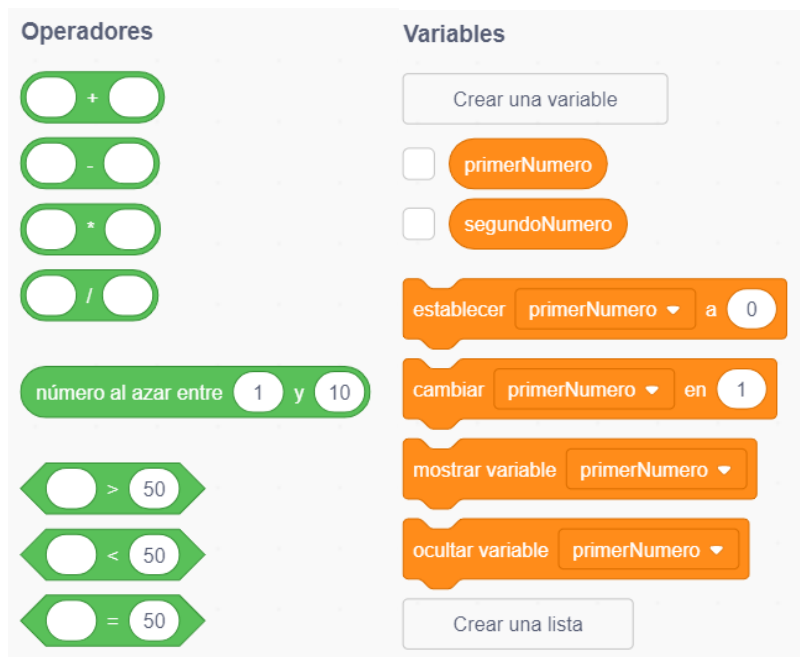 Operadores
+
-
*
/
número al azar entre 1 y 10
> 50
< 50
= 50
Variables
Crear una variable
primerNumero
segundoNumero
establecer primerNumero a 0
cambiar primerNumero en 1
mostrar variable primerNumero
ocultar variable primerNumero
Crear una lista